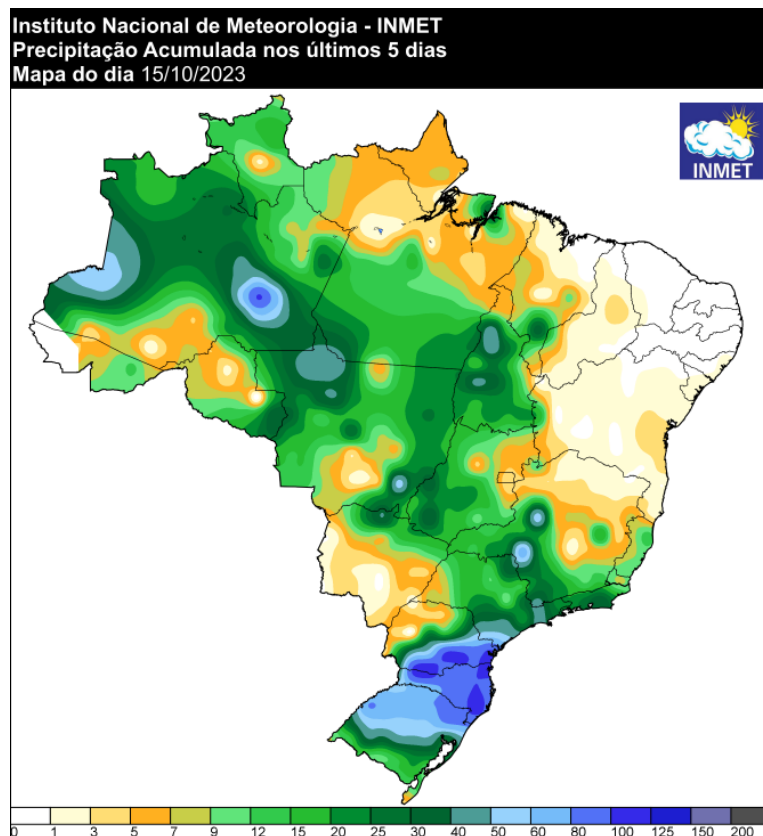 Instituto Nacional de Meteorologia - INMET
Precipitação Acumulada nos últimos 5 dias
Mapa do dia 15/10/2023
INMET
0 1 3 5 7 9 12 15 20 25 30 40 50 60 80 100 125 150 200